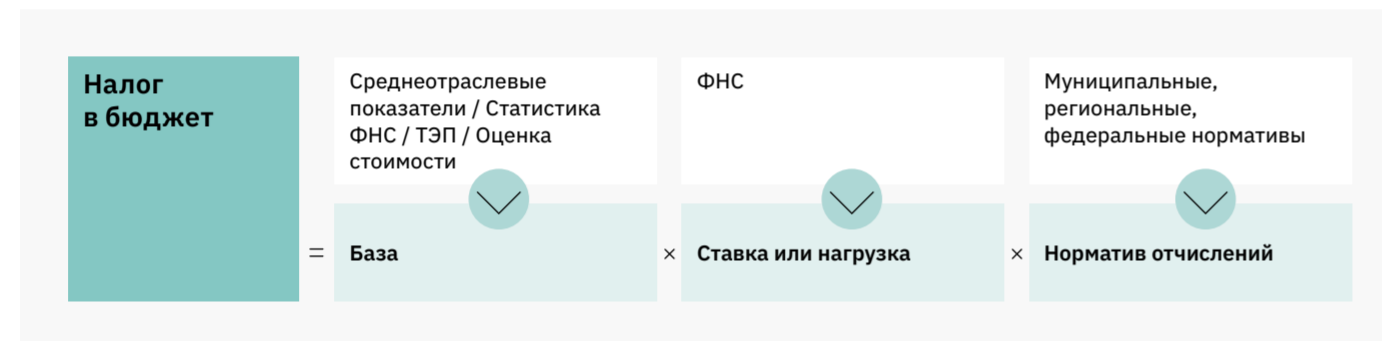 Налог
в бюджет
Среднеотраслевые
показатели / Статистика
ФНС / ТЭП / Оценка
стоимости
ФНС
Муниципальные,
региональные,
федеральные нормативы
= База × Ставка или нагрузка × Норматив отчислений